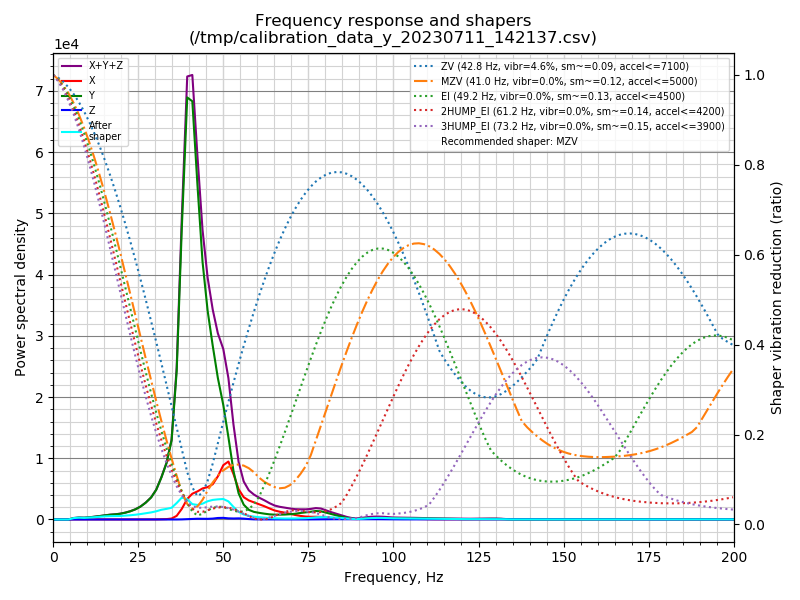 Frequency response and shapers
(/tmp/calibration_data_y_20230711_142137.csv)
1e4
X+Y+Z
X
Y
Z
After
shaper
ZV (42.8 Hz, vibr=4.6%, sm~=0.09, accel<=7100)
MZV (41.0 Hz, vibr=0.0%, sm~=0.12, accel<=5000)
EI (49.2 Hz, vibr=0.0%, sm~=0.13, accel<=4500)
2HUMP_EI (61.2 Hz, vibr=0.0%, sm~=0.14, accel<=4200)
3HUMP_EI (73.2 Hz, vibr=0.0%, sm~=0.15, accel<=3900)
Recommended shaper: MZV
Power spectral density
7
6
5
4
3
2
1
0
1.0
0.8
0.6
0.4
0.2
0.0
Shaper vibration reduction (ratio)
0 25 50 75 100 125 150 175 200
Frequency, Hz